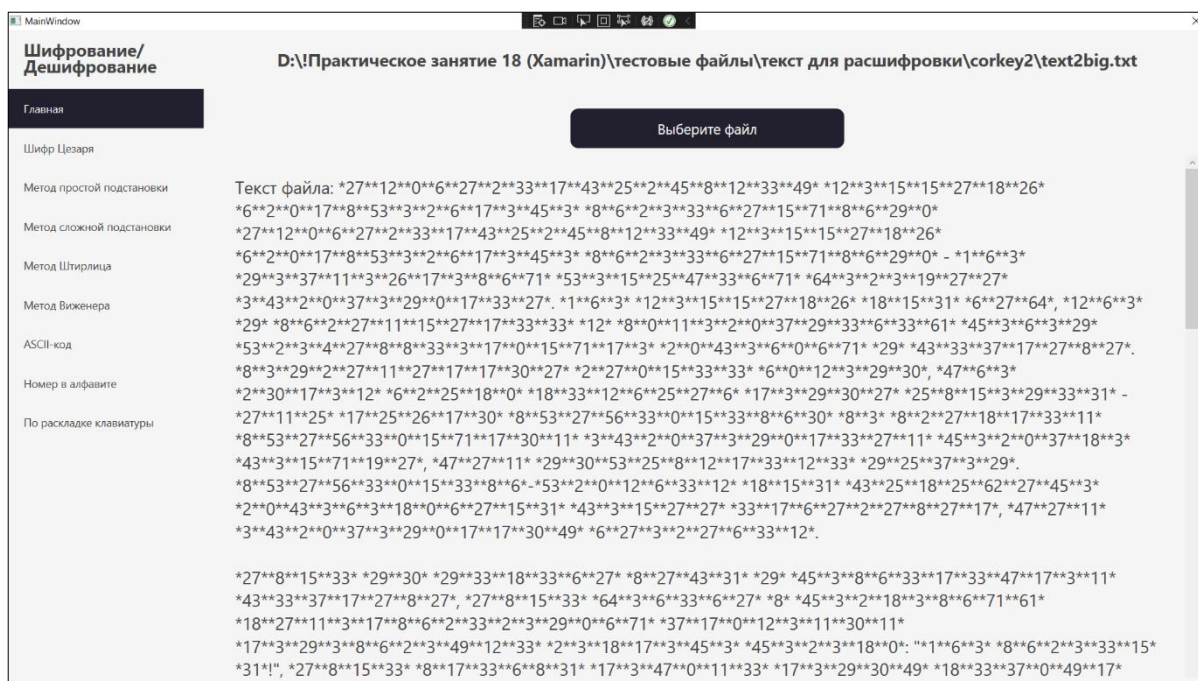 MainWindow
Шифрование/
Дешифрование
Главная
Шифр Цезаря
Метод простой подстановки
Метод сложной подстановки
Метод Штирлица
Метод Виженера
ASCII-код
Номер в алфавите
По раскладке клавиатуры
D:\!Практическое занятие 18 (Xamarin)\тестовые файлы\текст для расшифровки\corkey2\text2big.txt
Выберите файл
Текст файла: *27**12**0**6**27**2**33**17**43**25**2**45**8**12**33**49* *12**3**15**15**27**18**26*
*6**2**0**17**8**53**3**2**6**17**3**45**3* *8**6**2**3**33**6**27**15**71**8**6**29**0*
*27**12**0**6**27**2**33**17**43**25**2**45**8**12**33**49* *12**3**15**15**27**18**26*
*6**2**0**17**8**53**3**2**6**17**3**45**3* *8**6**2**3**33**6**27**15**71**8**6**29**0* - *1**6**3*
*29**3**37**11**3**26**17**3**8**6**71* *53**3**15**25**47**33**6**71* *64**3**2**3**19**27**27*
*3**43**2**0**37**3**29**0**17**33**27*. *1**6**3* *12**3**15**15**27**18**26* *18**15**31* *6**27**64*, *12**6**3*
*29* *8**6**2**27**11**15**27**17**33**33* *12* *8**0**11**3**2**0**37**29**33**6**33**61* *45**3**6**3**29*
*53**2**3**4**27**8**8**33**3**17**0**15**71**17**3* *2**0**43**3**6**0**6**71* *29* *43**33**37**17**27**8**27*.
*8**3**29**2**27**11**27**17**17**30**27* *2**27**0**15**33**33* *6**0**12**3**29**30*, *47**6**3*
*2**30**17**3**12* *6**2**25**18**0* *18**33**12**6**25**27**6* *17**3**29**30**27* *25**8**15**3**29**33**31* -
*27**11**25* *17**25**26**17**30* *8**53**27**56**33**0**15**33**8**6**30* *8**3* *8**2**27**18**17**33**11*
*8**53**27**56**33**0**15**71**17**30**11* *3**43**2**0**37**3**29**0**17**33**27**11* *45**3**2**0**37**18**3*
*43**3**15**71**19**27*, *47**27**11* *29**30**53**25**8**12**17**33**12**33* *29**25**37**3**29*.
*8**53**27**56**33**0**15**33**8**6*-*53**2**0**12**6**33**12* *18**15**31* *43**25**18**25**62**27**45**3*
*2**0**43**3**6**3**18**0**6**27**15**31* *43**3**15**27**27* *33**17**6**27**2**27**8**27**17*, *47**27**11*
*3**43**2**0**37**3**29**0**17**17**30**49* *6**27**3**2**27**6**33**12*.
*27**8**15**33* *29**30* *29**33**18**33**6**27* *8**27**43**31* *29* *45**3**8**6**33**17**33**47**17**3**11*
*43**33**37**17**27**8**27*, *27**8**15**33* *64**3**6**33**6**27* *8* *45**3**2**18**3**8**6**71**61*
*18**27**11**3**17**8**6**2**33**2**3**29**0**6**71* *37**17**0**12**3**11**30**11*
*17**3**29**3**8**6**2**3**49**12**33* *2**3**18**17**3**45**3* *45**3**2**3**18**0*: "*1**6**3* *8**6**2**3**33**15*
*31*!", *27**8**15**33* *8**17**33**6**8**31* *17**3**47**0**11**33* *17**3**29**30**49* *18**33**37**0**49**17*